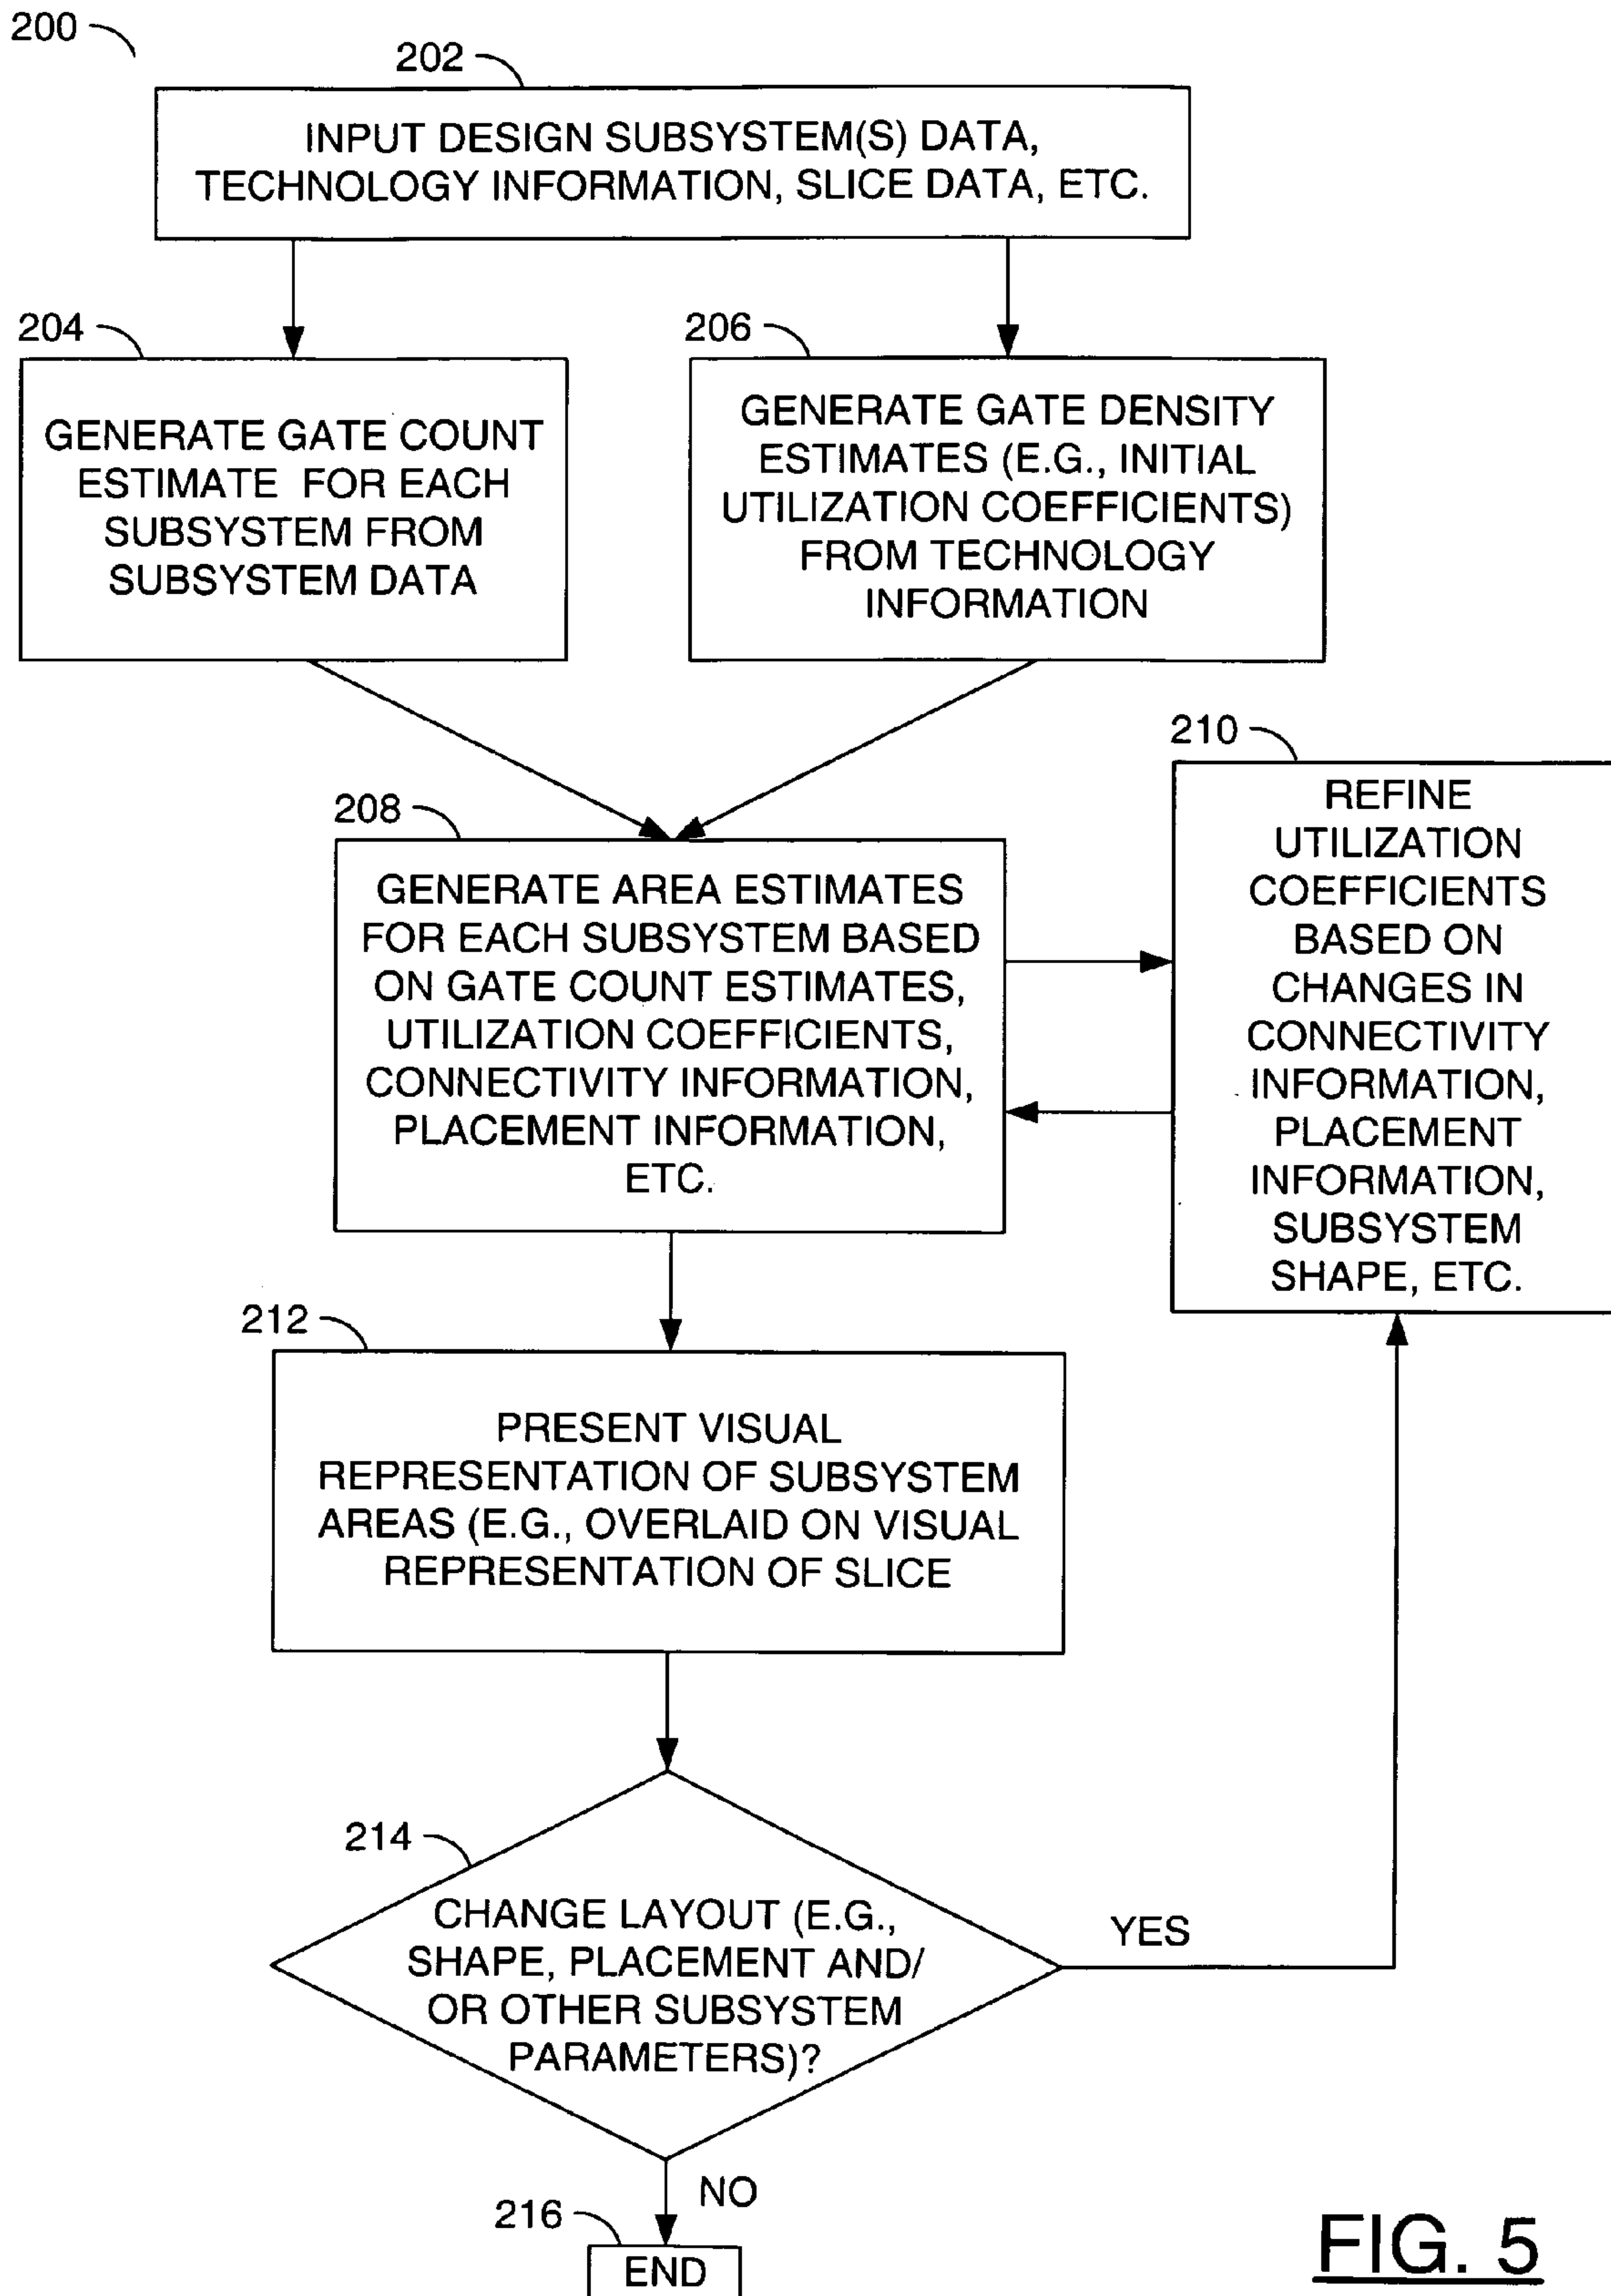 200
202
INPUT DESIGN SUBSYSTEM(S) DATA,
TECHNOLOGY INFORMATION, SLICE DATA, ETC.
204
GENERATE GATE COUNT
ESTIMATE FOR EACH
SUBSYSTEM FROM
SUBSYSTEM DATA
206
GENERATE GATE DENSITY
ESTIMATES (E.G., INITIAL
UTILIZATION COEFFICIENTS)
FROM TECHNOLOGY
INFORMATION
208
GENERATE AREA ESTIMATES
FOR EACH SUBSYSTEM BASED
ON GATE COUNT ESTIMATES,
UTILIZATION COEFFICIENTS,
CONNECTIVITY INFORMATION,
PLACEMENT INFORMATION,
ETC.
210
REFINE
UTILIZATION
COEFFICIENTS
BASED ON
CHANGES IN
CONNECTIVITY
INFORMATION,
PLACEMENT
INFORMATION,
SUBSYSTEM
SHAPE, ETC.
212
PRESENT VISUAL
REPRESENTATION OF SUBSYSTEM
AREAS (E.G., OVERLAID ON VISUAL
REPRESENTATION OF SLICE
214
CHANGE LAYOUT (E.G.,
SHAPE, PLACEMENT AND/
OR OTHER SUBSYSTEM
PARAMETERS)?
YES
NO
216
END
FIG. 5